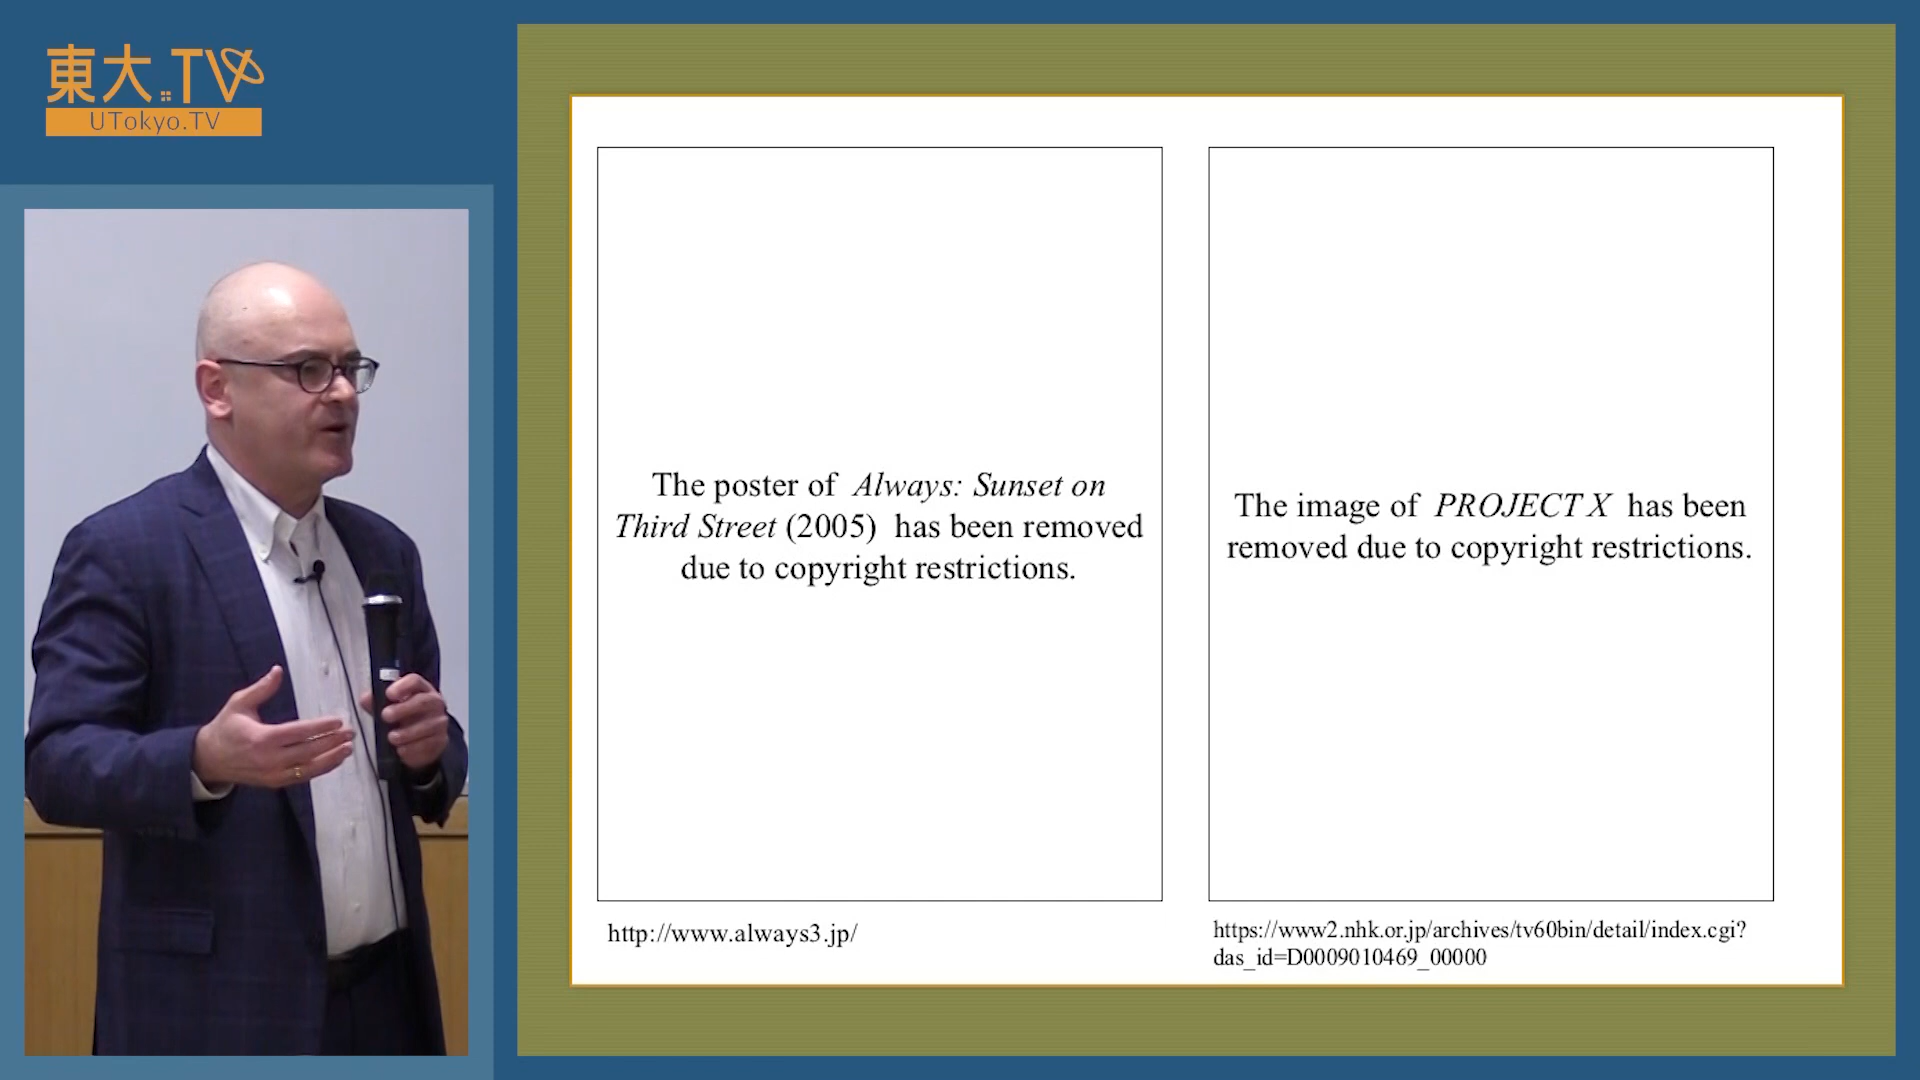 東大.TV
UTokyo.TV
The poster of Always: Sunset on
Third Street (2005) has been removed
due to copyright restrictions.
http://www.always3.jp/
The image of PROJECT X has been
removed due to copyright restrictions.
https://www2.nhk.or.jp/archives/tv60bin/detail/index.cgi?
das_id=D0009010469_00000